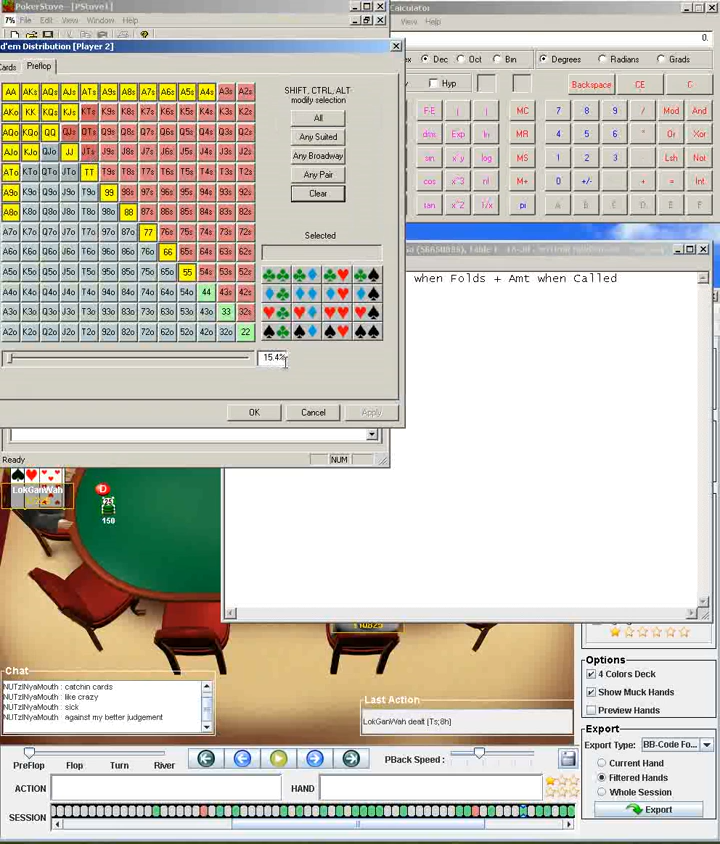 PokerStove - [PStove1]
Calculator
7% File Edit View Window Help
View Help
d'em Distribution [Player 2]
0.
ards Preflop
ex Dec Oct Bin Degrees Radians Grads
Hyp Backspace CE C
AA AKs AQs AJs ATs A9s A8s A7s A6s A5s A4s A3s A2s
AKo KK KQs KJs KTs K9s K8s K7s K6s K5s K4s K3s K2s
AQo KQo QQ QJs QTs Q9s Q8s Q7s Q6s Q5s Q4s Q3s Q2s
AJo KJo QJo JJ JTs J9s J8s J7s J6s J5s J4s J3s J2s
ATo KTo QTo JTo TT T9s T8s T7s T6s T5s T4s T3s T2s
A9o K9o Q9o J9o T9o 99 98s 97s 96s 95s 94s 93s 92s
A8o K8o Q8o J8o T8o 98o 88 87s 86s 85s 84s 83s 82s
A7o K7o Q7o J7o T7o 97o 87o 77 76s 75s 74s 73s 72s
A6o K6o Q6o J6o T6o 96o 86o 76o 66 65s 64s 63s 62s
A5o K5o Q5o J5o T5o 95o 85o 75o 65o 55 54s 53s 52s
A4o K4o Q4o J4o T4o 94o 84o 74o 64o 54o 44 43s 42s
A3o K3o Q3o J3o T3o 93o 83o 73o 63o 53o 43o 33 32s
A2o K2o Q2o J2o T2o 92o 82o 72o 62o 52o 42o 32o 22
SHIFT, CTRL, ALT
modify selection
All
Any Suited
Any Broadway
Any Pair
Clear
Selected
15.4%
OK Cancel Apply
F-E ( ) MC 7 8 9 / Mod And
dms Exp ln MR 4 5 6 * Or Xor
sin x^y log MS 1 2 3 - Lsh Not
cos x^3 n! M+ 0 +/- . + = Int
tan x^2 1/x pi A B C D E F
when Folds + Amt when Called
Ready NUM
LokGanWah
D
25
150
Chat
NUTzINyaMouth : catchin cards
NUTzINyaMouth : like crazy
NUTzINyaMouth : sick
NUTzINyaMouth : against my better judgement
Last Action
LokGanWah dealt [Ts;8h]
Options
4 Colors Deck
Show Muck Hands
Preview Hands
Export
Export Type: BB-Code Fo...
Current Hand
Filtered Hands
Whole Session
Export
PreFlop Flop Turn River PBack Speed :
ACTION HAND
SESSION